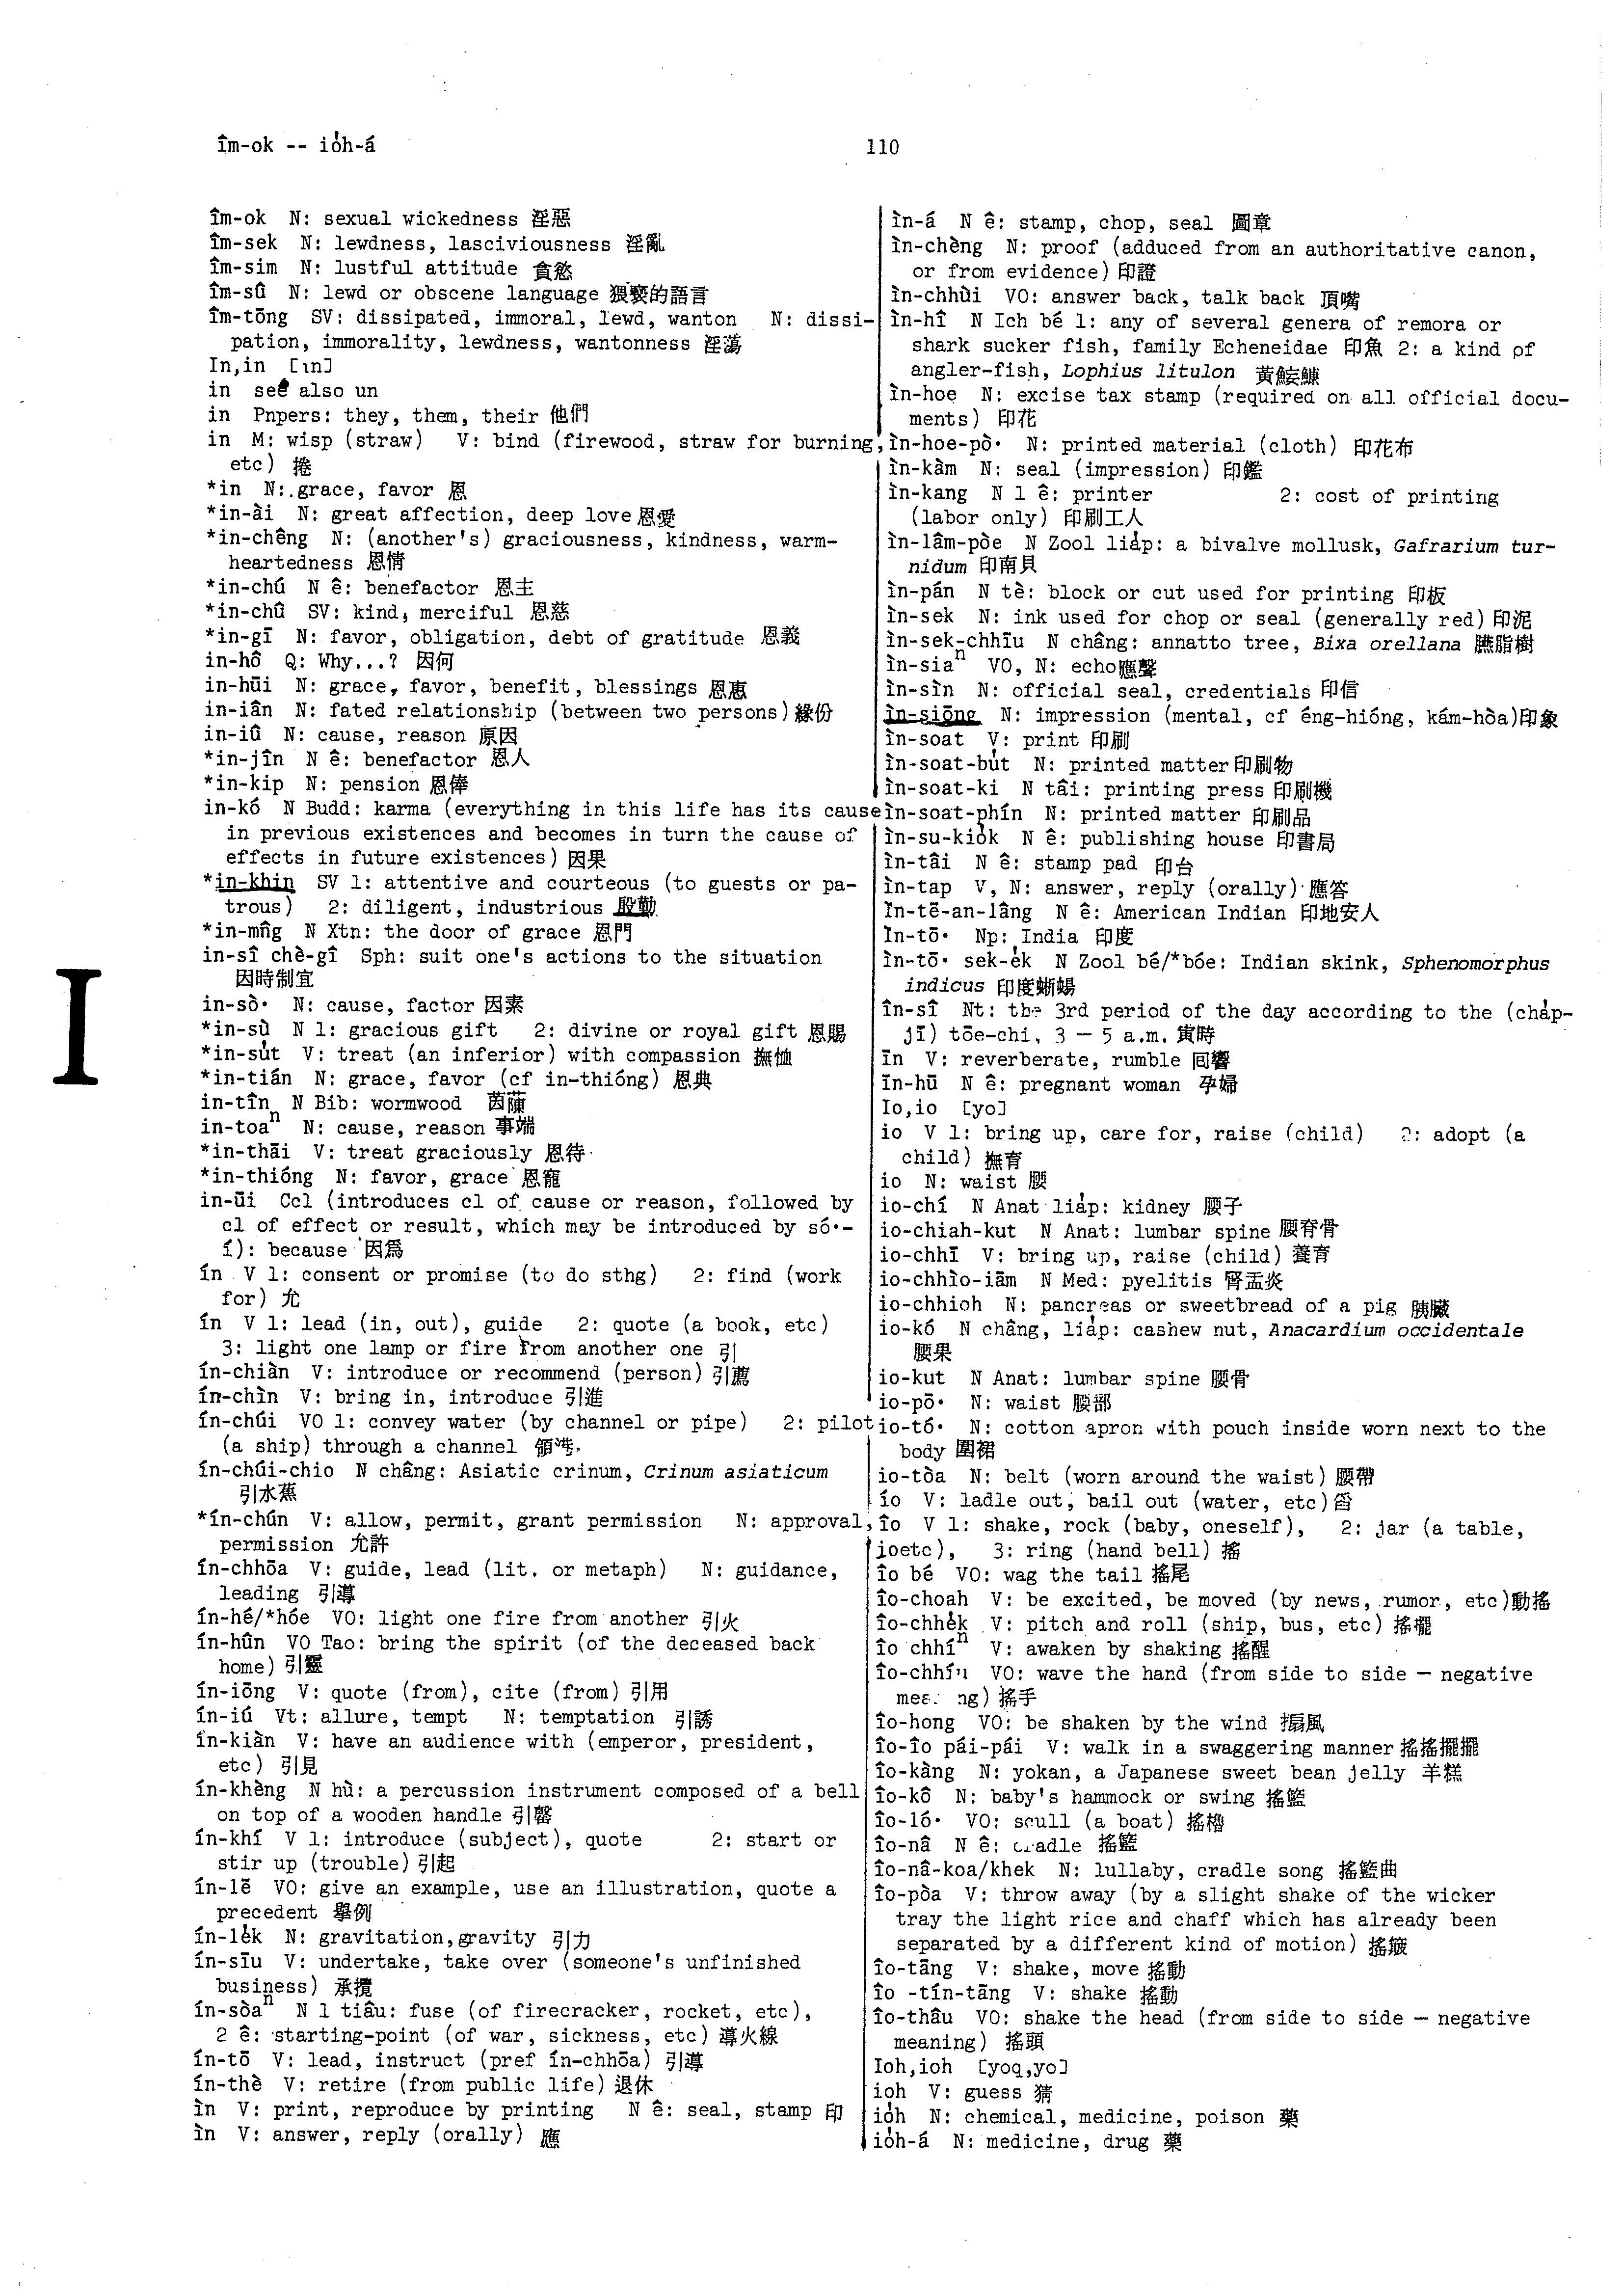 îm-ok -- io̍h-á
110
îm-ok N: sexual wickedness 淫惡
îm-sek N: lewdness, lasciviousness 淫亂
îm-sim N: lustful attitude 貪慾
îm-sû N: lewd or obscene language 猥褻的語言
îm-tōng SV: dissipated, immoral, lewd, wanton N: dissi-
pation, immorality, lewdness, wantonness 淫蕩
In,in [ın]
in see also un
in Pnpers: they, them, their 他們
in M: wisp (straw) V: bind (firewood, straw for burning,
etc) 捲
*in N: grace, favor 恩
*in-ài N: great affection, deep love 恩愛
*in-chêng N: (another's) graciousness, kindness, warm-
heartedness 恩情
*in-chú N ê: benefactor 恩主
*in-chû SV: kind, merciful 恩慈
*in-gī N: favor, obligation, debt of gratitude 恩義
in-hô Q: Why...? 因何
in-hūi N: grace, favor, benefit, blessings 恩惠
in-iân N: fated relationship (between two persons) 緣份
in-iû N: cause, reason 原因
*in-jîn N ê: benefactor 恩人
*in-kip N: pension 恩俸
in-kó N Budd: karma (everything in this life has its cause
in previous existences and becomes in turn the cause of
effects in future existences) 因果
*in-khin SV 1: attentive and courteous (to guests or pa-
trous) 2: diligent, industrious 殷勤
*in-mn̂g N Xtn: the door of grace 恩門
in-sî chè-gî Sph: suit one's actions to the situation
因時制宜
in-sò͘ N: cause, factor 因素
*in-sù N 1: gracious gift 2: divine or royal gift 恩賜
*in-su̍t V: treat (an inferior) with compassion 撫恤
*in-tián N: grace, favor (cf in-thióng) 恩典
in-tîn N Bib: wormwood 茵蔯
in-toaⁿ N: cause, reason 事端
*in-thāi V: treat graciously 恩待
*in-thióng N: favor, grace 恩寵
in-ūi Ccl (introduces cl of cause or reason, followed by
cl of effect or result, which may be introduced by só͘-
í): because 因爲
ín V 1: consent or promise (to do sthg) 2: find (work
for) 允
ín V 1: lead (in, out), guide 2: quote (a book, etc)
3: light one lamp or fire from another one 引
ín-chiàn V: introduce or recommend (person) 引薦
ín-chìn V: bring in, introduce 引進
ín-chúi VO 1: convey water (by channel or pipe) 2: pilot
(a ship) through a channel 領港
ín-chúi-chio N châng: Asiatic crinum, Crinum asiaticum
引水蕉
*ín-chún V: allow, permit, grant permission N: approval,
permission 允許
ín-chhōa V: guide, lead (lit. or metaph) N: guidance,
leading 引導
ín-hé/*hóe VO: light one fire from another 引火
ín-hûn VO Tao: bring the spirit (of the deceased back
home) 引靈
ín-iōng V: quote (from), cite (from) 引用
ín-iú Vt: allure, tempt N: temptation 引誘
ín-kiàn V: have an audience with (emperor, president,
etc) 引見
ín-khèng N hù: a percussion instrument composed of a bell
on top of a wooden handle 引磬
ín-khí V 1: introduce (subject), quote 2: start or
stir up (trouble) 引起
ín-lē VO: give an example, use an illustration, quote a
precedent 舉例
ín-le̍k N: gravitation,gravity 引力
ín-sīu V: undertake, take over (someone's unfinished
business) 承攬
ín-sòaⁿ N 1 tiâu: fuse (of firecracker, rocket, etc),
2 ê: starting-point (of war, sickness, etc) 導火線
ín-tō V: lead, instruct (pref ín-chhōa) 引導
ín-thè V: retire (from public life) 退休
ìn V: print, reproduce by printing N ê: seal, stamp 印
ìn V: answer, reply (orally) 應
I
ìn-á N ê: stamp, chop, seal 圖章
ìn-chèng N: proof (adduced from an authoritative canon,
or from evidence) 印證
ìn-chhùi VO: answer back, talk back 頂嘴
ìn-hî N Ich bé 1: any of several genera of remora or
shark sucker fish, family Echeneidae 印魚 2: a kind of
angler-fish, Lophius litulon 黃鮟鱇
ìn-hoe N: excise tax stamp (required on all official docu-
ments) 印花
ìn-hoe-pò͘ N: printed material (cloth) 印花布
ìn-kàm N: seal (impression) 印鑑
ìn-kang N 1 ê: printer 2: cost of printing
(labor only) 印刷工人
ìn-lâm-pòe N Zool lia̍p: a bivalve mollusk, Gafrarium tur-
nidum 印南貝
ìn-pán N tè: block or cut used for printing 印板
ìn-sek N: ink used for chop or seal (generally red) 印泥
ìn-sek-chhīu N châng: annatto tree, Bixa orellana 臙脂樹
ìn-siaⁿ VO, N: echo 應聲
ìn-sìn N: official seal, credentials 印信
ìn-siōng N: impression (mental, cf éng-hióng, kám-hòa) 印象
ìn-soat V: print 印刷
ìn-soat-bu̍t N: printed matter 印刷物
ìn-soat-ki N tâi: printing press 印刷機
ìn-soat-phín N: printed matter 印刷品
ìn-su-kio̍k N ê: publishing house 印書局
ìn-tâi N ê: stamp pad 印台
ìn-tap V, N: answer, reply (orally) 應答
Ìn-tē-an-lâng N ê: American Indian 印地安人
Ìn-tō͘ Np: India 印度
Ìn-tō͘ sek-e̍k N Zool bé/*bóe: Indian skink, Sphenomorphus
indicus 印度蜥蜴
în-sî Nt: the 3rd period of the day according to the (cha̍p-
jī) tōe-chi, 3 — 5 a.m. 寅時
īn V: reverberate, rumble 回響
īn-hū N ê: pregnant woman 孕婦
Io,io [yo]
io V 1: bring up, care for, raise (child) 2: adopt (a
child) 撫育
io N: waist 腰
io-chí N Anat lia̍p: kidney 腰子
io-chiah-kut N Anat: lumbar spine 腰脊骨
io-chhī V: bring up, raise (child) 養育
io-chhìo-iām N Med: pyelitis 腎盂炎
io-chhioh N: pancreas or sweetbread of a pig 胰臟
io-kó N châng, lia̍p: cashew nut, Anacardium occidentale
腰果
io-kut N Anat: lumbar spine 腰骨
io-pō͘ N: waist 腰部
io-tó͘ N: cotton apron with pouch inside worn next to the
body 圍裙
io-tòa N: belt (worn around the waist) 腰帶
ío V: ladle out, bail out (water, etc) 舀
îo V 1: shake, rock (baby, oneself), 2: jar (a table,
ioetc), 3: ring (hand bell) 搖
îo bé VO: wag the tail 搖尾
îo-choah V: be excited, be moved (by news, rumor, etc) 動搖
îo-chhe̍k V: pitch and roll (ship, bus, etc) 搖擺
îo chhíⁿ V: awaken by shaking 搖醒
îo-chhíu VO: wave the hand (from side to side — negative
mea ng) 搖手
îo-hong VO: be shaken by the wind 搧風
îo-îo pái-pái V: walk in a swaggering manner 搖搖擺擺
îo-kàng N: yokan, a Japanese sweet bean jelly 羊糕
îo-kô N: baby's hammock or swing 搖籃
îo-ló͘ VO: scull (a boat) 搖櫓
îo-nâ N ê: cradle 搖籃
îo-nâ-koa/khek N: lullaby, cradle song 搖籃曲
îo-pòa V: throw away (by a slight shake of the wicker
tray the light rice and chaff which has already been
separated by a different kind of motion) 搖簸
îo-tāng V: shake, move 搖動
îo -tín-tāng V: shake 搖動
îo-thâu VO: shake the head (from side to side — negative
meaning) 搖頭
Ioh,ioh [yoq,yo]
ioh V: guess 猜
io̍h N: chemical, medicine, poison 藥
io̍h-á N: medicine, drug 藥